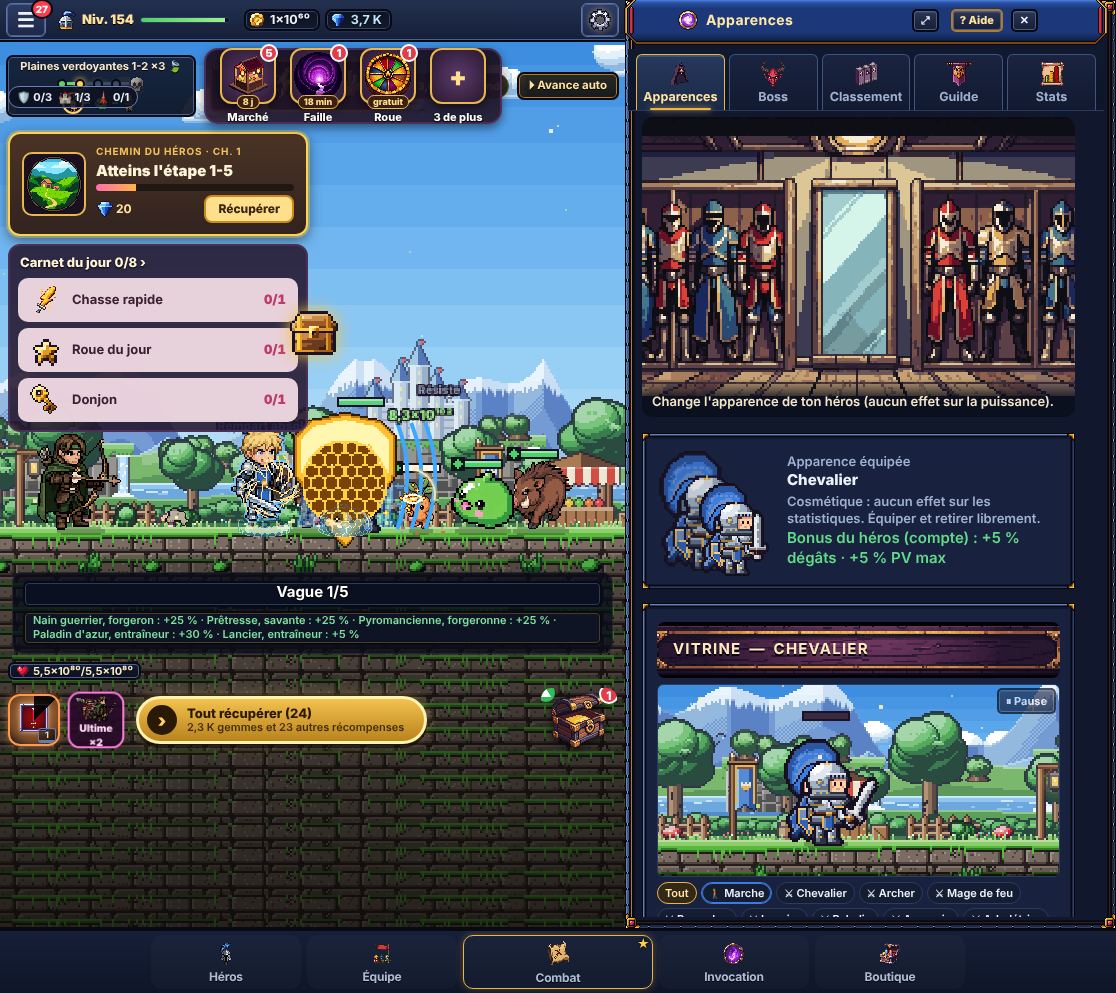 27
Niv. 154
1×10⁶⁰
3,7 K
Plaines verdoyantes 1-2 ×3
0/3
1/3
0/1
5
8 j
Marché
1
18 min
Faille
1
gratuit
Roue
+
3 de plus
Avance auto
CHEMIN DU HÉROS · CH. 1
Atteins l'étape 1-5
20
Récupérer
Carnet du jour 0/8 ›
Chasse rapide
0/1
Roue du jour
0/1
Donjon
0/1
Résiste
Vague 1/5
Nain guerrier, forgeron : +25 % · Prêtresse, savante : +25 % · Pyromancienne, forgeronne : +25 % ·
Paladin d'azur, entraîneur : +30 % · Lancier, entraîneur : +5 %
5,5×10⁸⁰/5,5×10⁸⁰
1
Ultime
×2
Tout récupérer (24)
2,3 K gemmes et 23 autres récompenses
1
Apparences
? Aide
×
Apparences
Boss
Classement
Guilde
Stats
Change l'apparence de ton héros (aucun effet sur la puissance).
Apparence équipée
Chevalier
Cosmétique : aucun effet sur les
statistiques. Équiper et retirer librement.
Bonus du héros (compte) : +5 %
dégâts · +5 % PV max
VITRINE — CHEVALIER
Pause
Tout
Marche
Chevalier
Archer
Mage de feu
Héros
Équipe
Combat
Invocation
Boutique